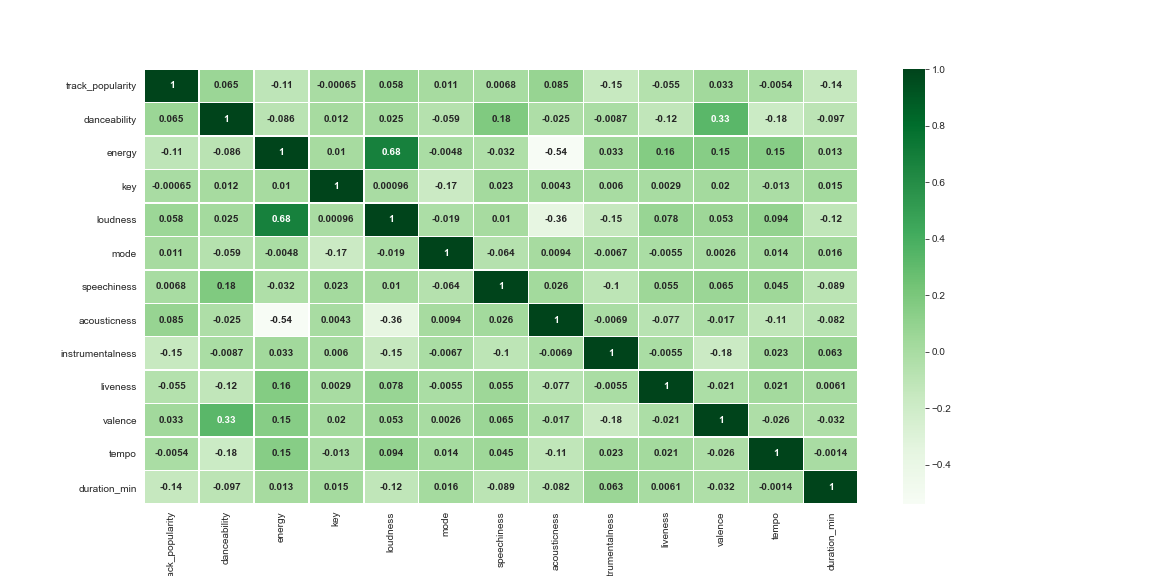 track_popularity 1 0.065 -0.11 -0.00065 0.058 0.011 0.0068 0.085 -0.15 -0.055 0.033 -0.0054 -0.14
danceability 0.065 1 -0.086 0.012 0.025 -0.059 0.18 -0.025 -0.0087 -0.12 0.33 -0.18 -0.097
energy -0.11 -0.086 1 0.01 0.68 -0.0048 -0.032 -0.54 0.033 0.16 0.15 0.15 0.013
key -0.00065 0.012 0.01 1 0.00096 -0.17 0.023 0.0043 0.006 0.0029 0.02 -0.013 0.015
loudness 0.058 0.025 0.68 0.00096 1 -0.019 0.01 -0.36 -0.15 0.078 0.053 0.094 -0.12
mode 0.011 -0.059 -0.0048 -0.17 -0.019 1 -0.064 0.0094 -0.0067 -0.0055 0.0026 0.014 0.016
speechiness 0.0068 0.18 -0.032 0.023 0.01 -0.064 1 0.026 -0.1 0.055 0.065 0.045 -0.089
acousticness 0.085 -0.025 -0.54 0.0043 -0.36 0.0094 0.026 1 -0.0069 -0.077 -0.017 -0.11 -0.082
instrumentalness -0.15 -0.0087 0.033 0.006 -0.15 -0.0067 -0.1 -0.0069 1 -0.0055 -0.18 0.023 0.063
liveness -0.055 -0.12 0.16 0.0029 0.078 -0.0055 0.055 -0.077 -0.0055 1 -0.021 0.021 0.0061
valence 0.033 0.33 0.15 0.02 0.053 0.0026 0.065 -0.017 -0.18 -0.021 1 -0.026 -0.032
tempo -0.0054 -0.18 0.15 -0.013 0.094 0.014 0.045 -0.11 0.023 0.021 -0.026 1 -0.0014
duration_min -0.14 -0.097 0.013 0.015 -0.12 0.016 -0.089 -0.082 0.063 0.0061 -0.032 -0.0014 1
ack_popularity
danceability
energy
key
loudness
mode
speechiness
acousticness
trumentalness
liveness
valence
tempo
duration_min
1.0
0.8
0.6
0.4
0.2
0.0
−0.2
−0.4